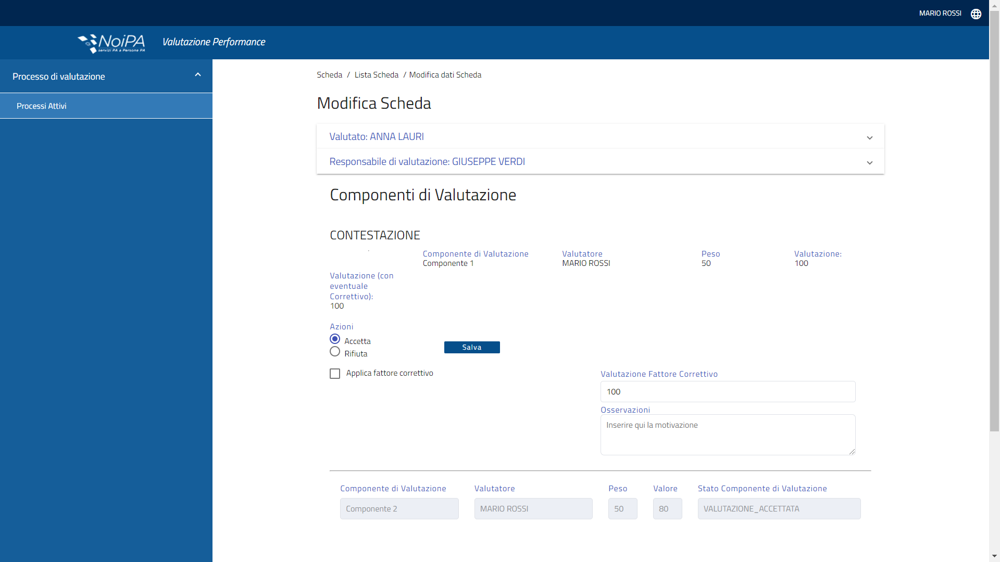 MARIO ROSSI
NoiPA
servizi PA a Persone PA
Valutazione Performance
Processo di valutazione
Processi Attivi
Scheda / Lista Scheda / Modifica dati Scheda
Modifica Scheda
Valutato: ANNA LAURI
Responsabile di valutazione: GIUSEPPE VERDI
Componenti di Valutazione
CONTESTAZIONE
Componente di Valutazione Valutatore Peso Valutazione:
Componente 1 MARIO ROSSI 50 100
Valutazione (con
eventuale
Correttivo):
100
Azioni
Accetta
Rifiuta
Salva
Applica fattore correttivo
Valutazione Fattore Correttivo
100
Osservazioni
Inserire qui la motivazione
Componente di Valutazione Valutatore Peso Valore Stato Componente di Valutazione
Componente 2 MARIO ROSSI 50 80 VALUTAZIONE_ACCETTATA